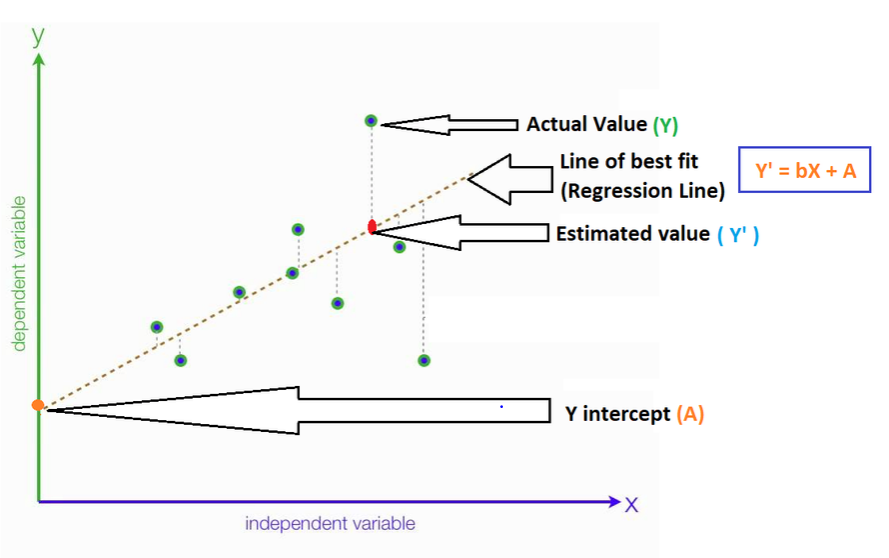 y
Actual Value (Y)
Line of best fit
(Regression Line)
Y' = bX + A
Estimated value ( Y' )
dependent variable
Y intercept (A)
X
independent variable